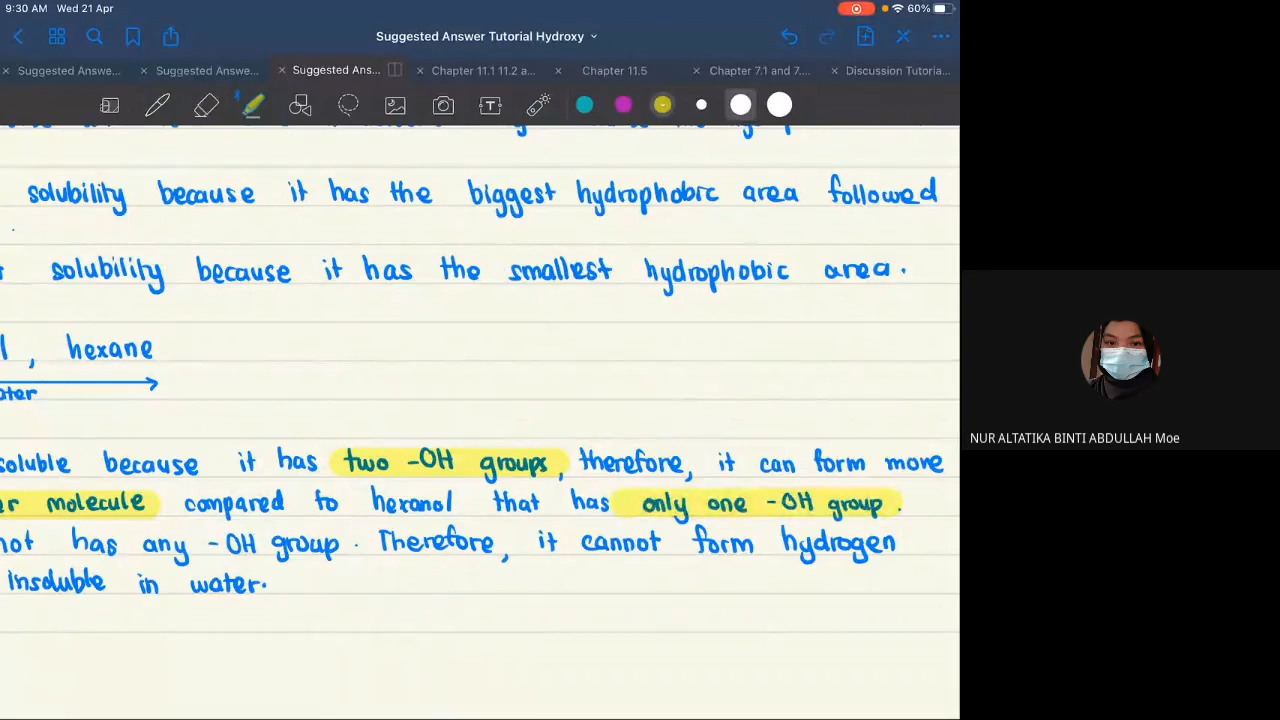 9:30 AM Wed 21 Apr
60%
Suggested Answer Tutorial Hydroxy
Suggested Answe...
Suggested Answe...
Suggested Ans...
Chapter 11.1 11.2 a...
Chapter 11.5
Chapter 7.1 and 7....
Discussion Tutoria...
solubility because it has the biggest hydrophobic area followed
solubility because it has the smallest hydrophobic area.
l , hexane
ater
soluble because it has two -OH groups, therefore, it can form more
er molecule compared to hexanol that has only one -OH group.
not has any -OH group. Therefore, it cannot form hydrogen
insoluble in water.
NUR ALTATIKA BINTI ABDULLAH Moe